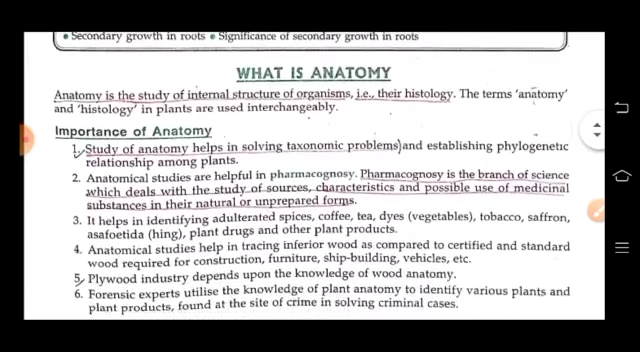 • Secondary growth in roots • Significance of secondary growth in roots
WHAT IS ANATOMY
Anatomy is the study of internal structure of organisms, i.e., their histology. The terms 'anatomy'
and 'histology' in plants are used interchangeably.
Importance of Anatomy
1. Study of anatomy helps in solving taxonomic problems and establishing phylogenetic
relationship among plants.
2. Anatomical studies are helpful in pharmacognosy. Pharmacognosy is the branch of science
which deals with the study of sources, characteristics and possible use of medicinal
substances in their natural or unprepared forms.
3. It helps in identifying adulterated spices, coffee, tea, dyes (vegetables), tobacco, saffron,
asafoetida (hing), plant drugs and other plant products.
4. Anatomical studies help in tracing inferior wood as compared to certified and standard
wood required for construction, furniture, ship-building, vehicles, etc.
5. Plywood industry depends upon the knowledge of wood anatomy.
6. Forensic experts utilise the knowledge of plant anatomy to identify various plants and
plant products, found at the site of crime in solving criminal cases.